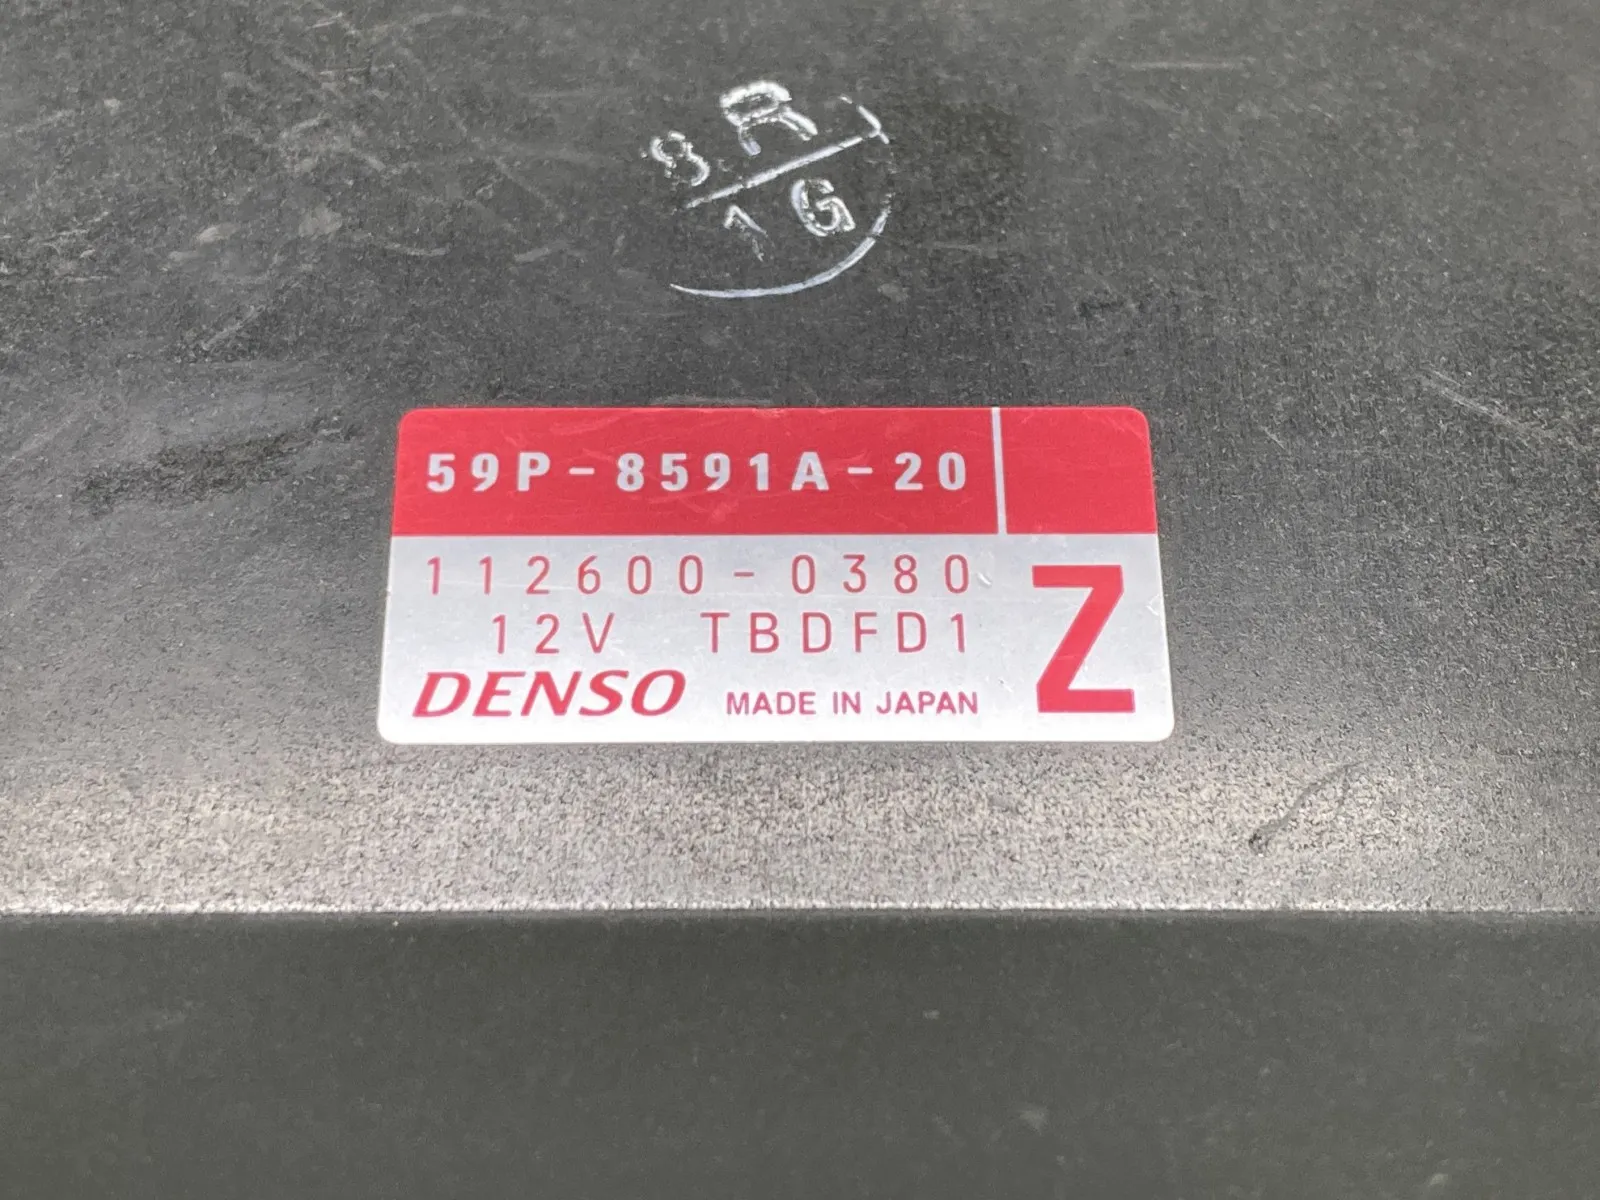 8R
1G
59P-8591A-20
112600-0380
12V TBDFD1
Z
DENSO MADE IN JAPAN